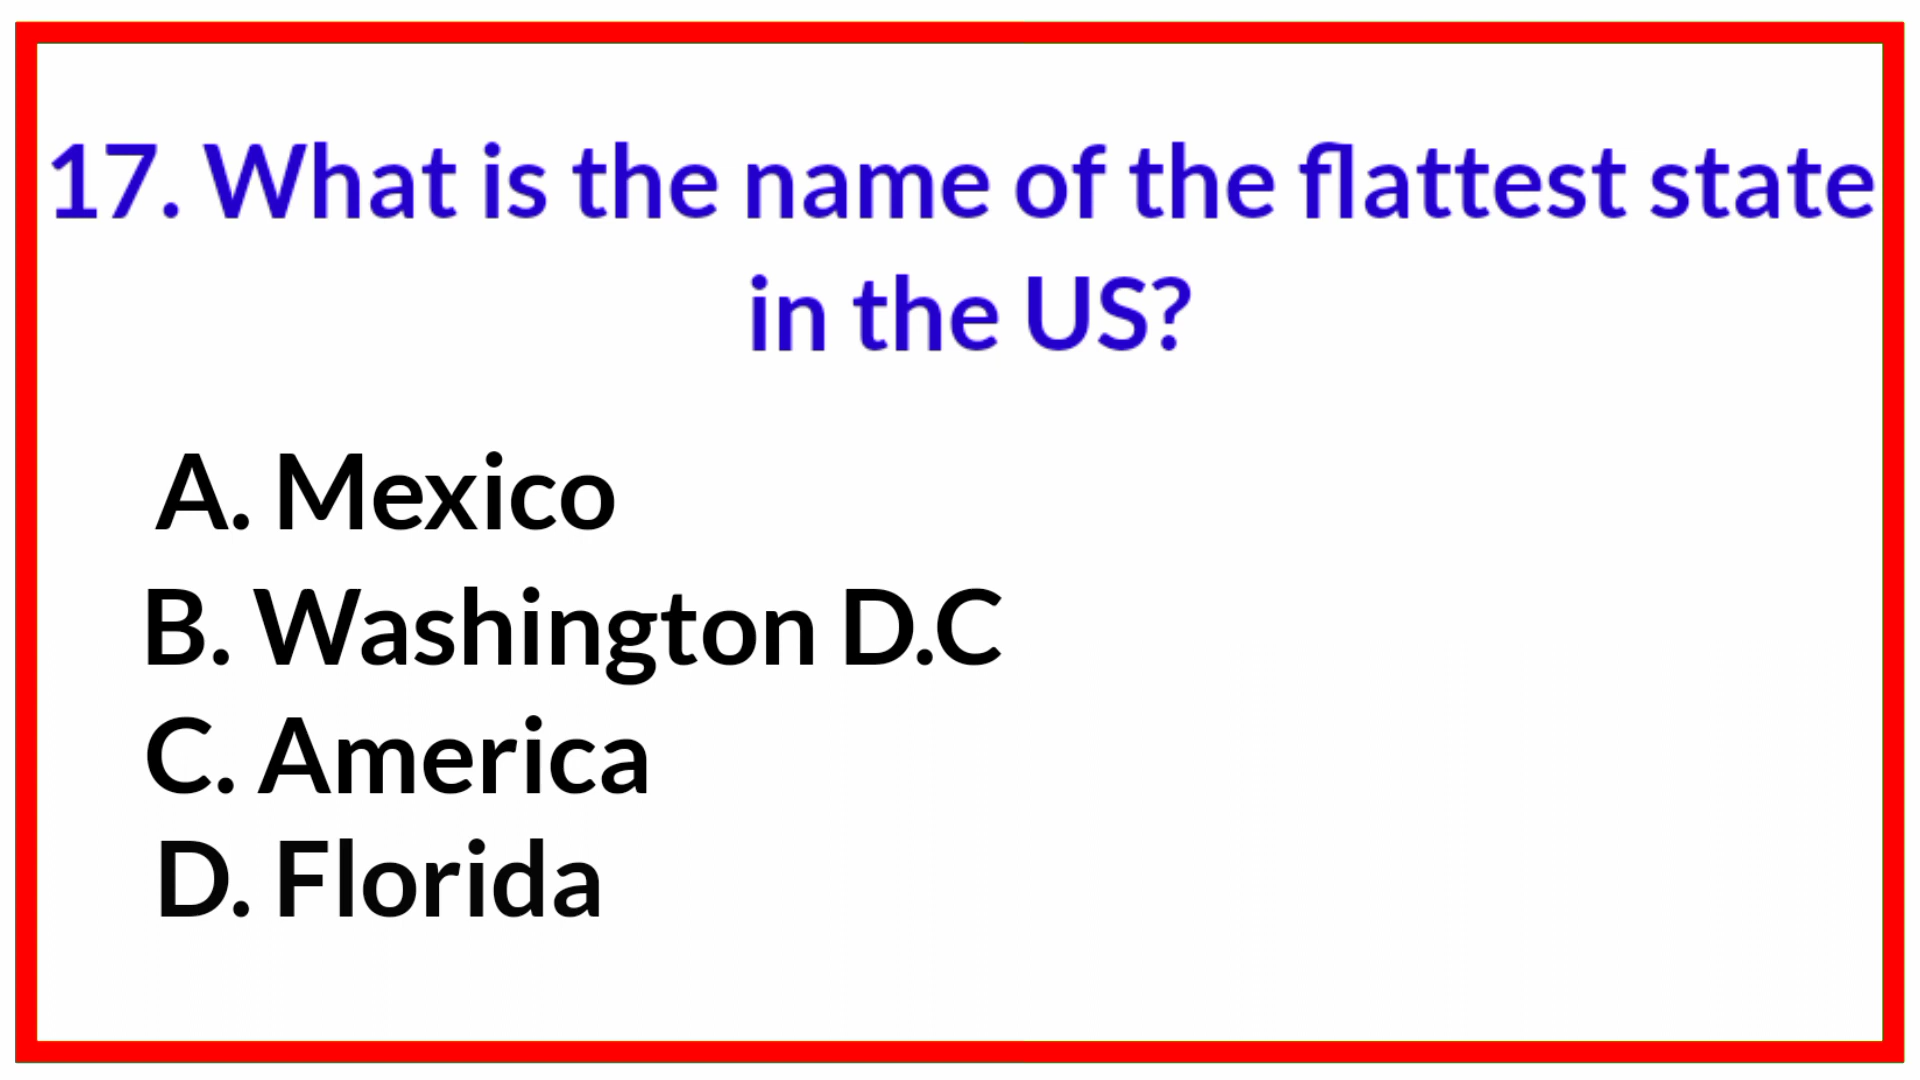 17. What is the name of the flattest state
in the US?
A. Mexico
B. Washington D.C
C. America
D. Florida